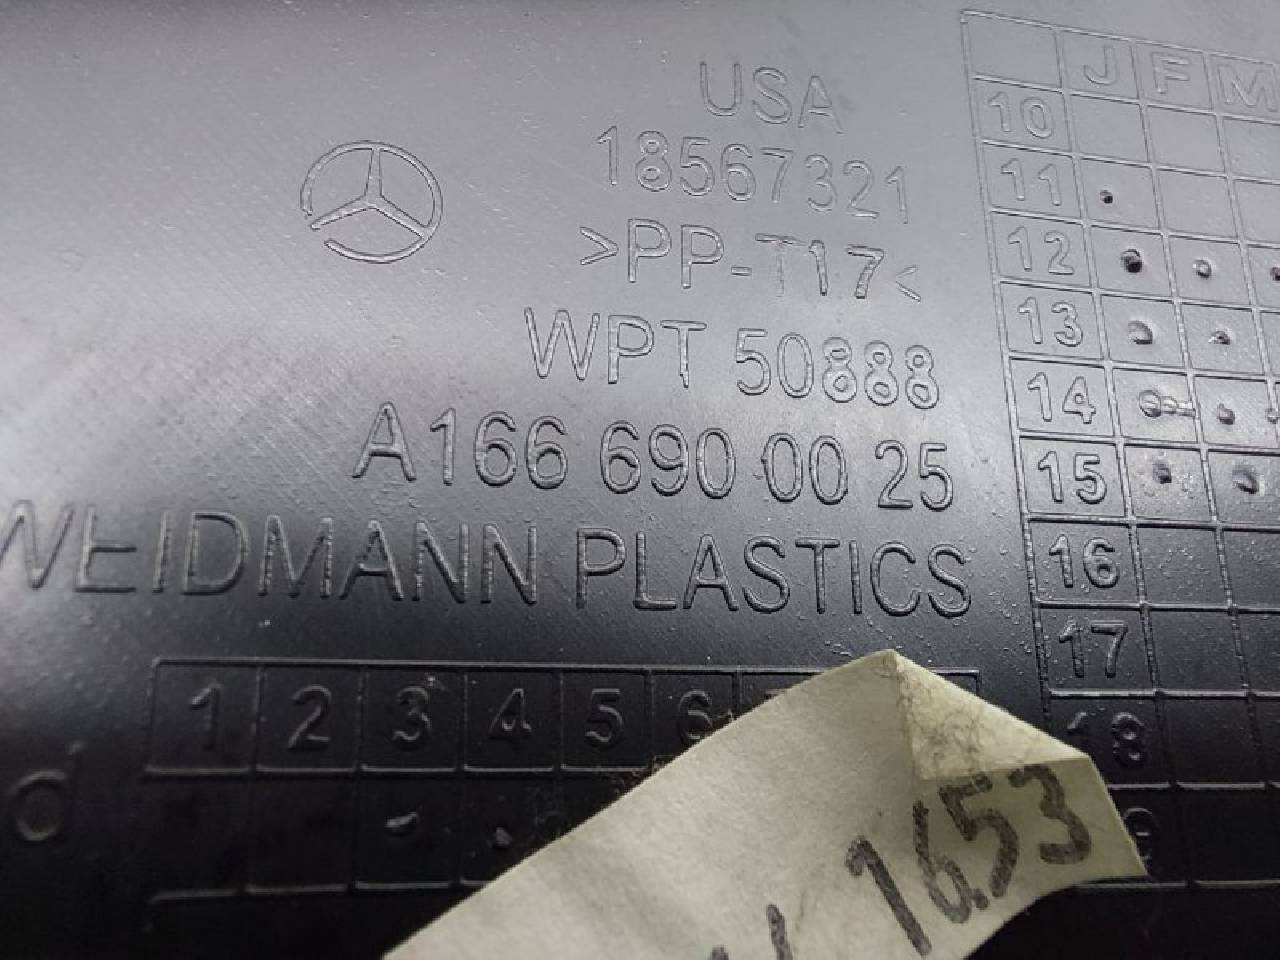 USA
18567321
>PP-T17<
WPT 50888
A166 690 00 25
WEIDMANN PLASTICS
J F M
10
11
12
13
14
15
16
17
18
1 2 3 4 5 6
d
1653